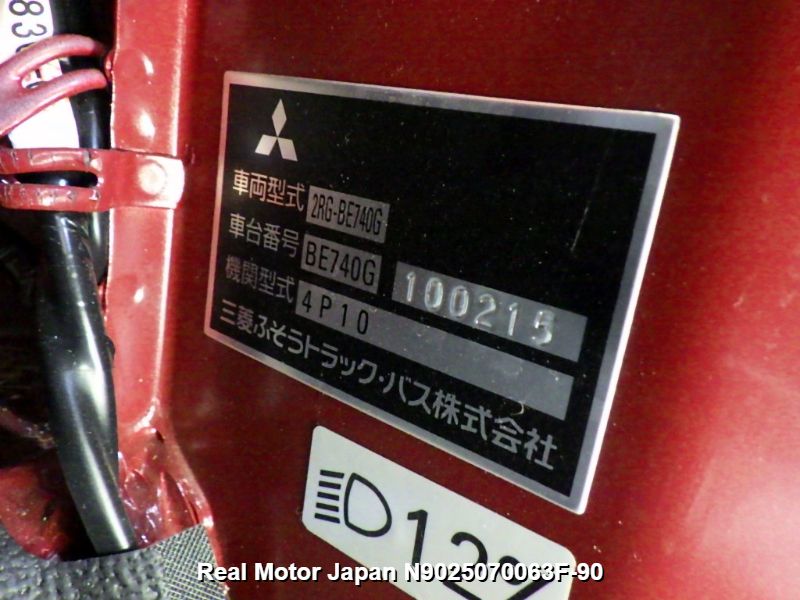 車両型式 2RG-BE740G
車台番号 BE740G 100215
機関型式 4P10
三菱ふそうトラック・バス株式会社
Real Motor Japan N9025070063F-90